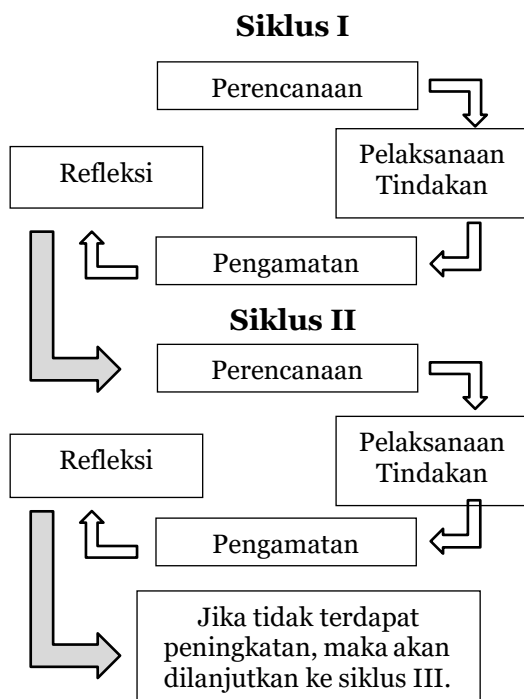 Siklus I
Perencanaan
Pelaksanaan
Tindakan
Refleksi
Pengamatan
Siklus II
Perencanaan
Pelaksanaan
Tindakan
Refleksi
Pengamatan
Jika tidak terdapat
peningkatan, maka akan
dilanjutkan ke siklus III.